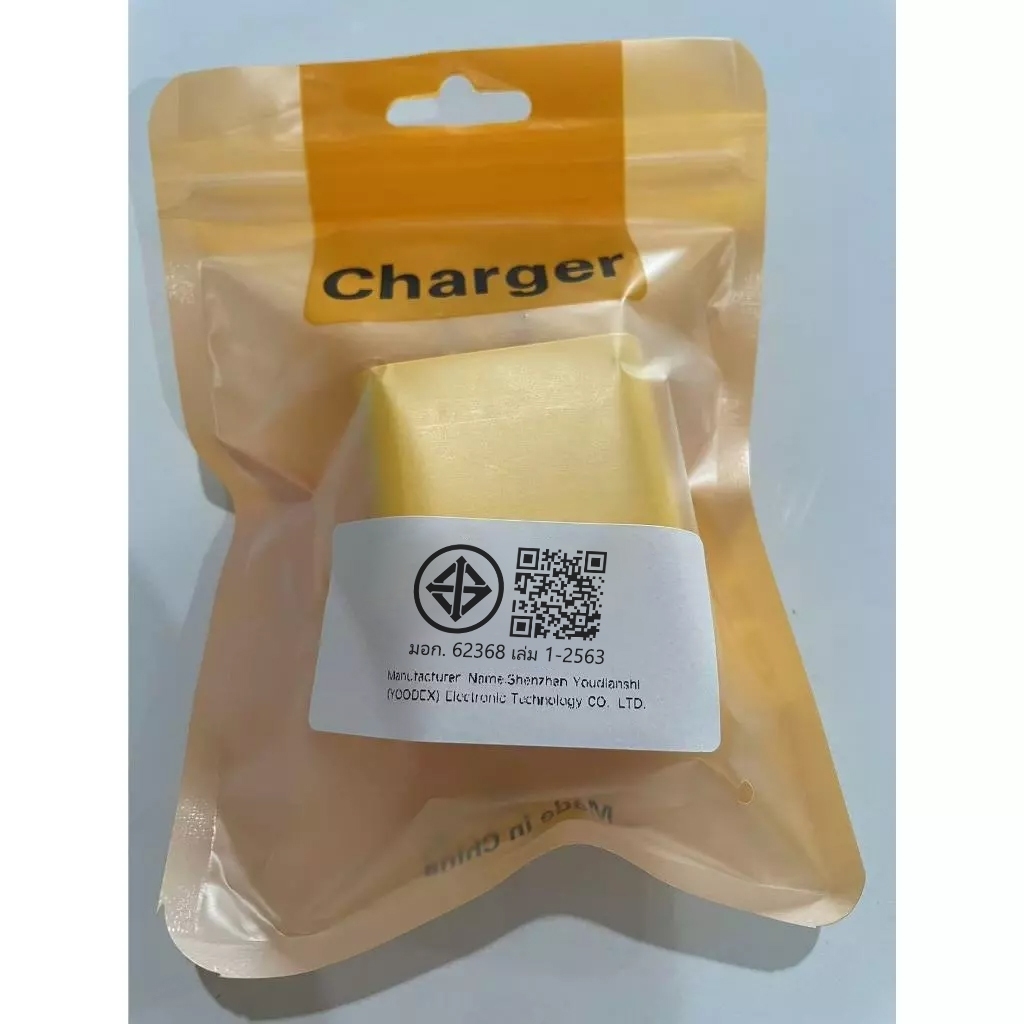 Charger
มอก. 62368 เล่ม 1-2563
Manufacturer Name:Shenzhen Youdianshi
(YOODEX) Electronic Technology CO. LTD.
Made in China